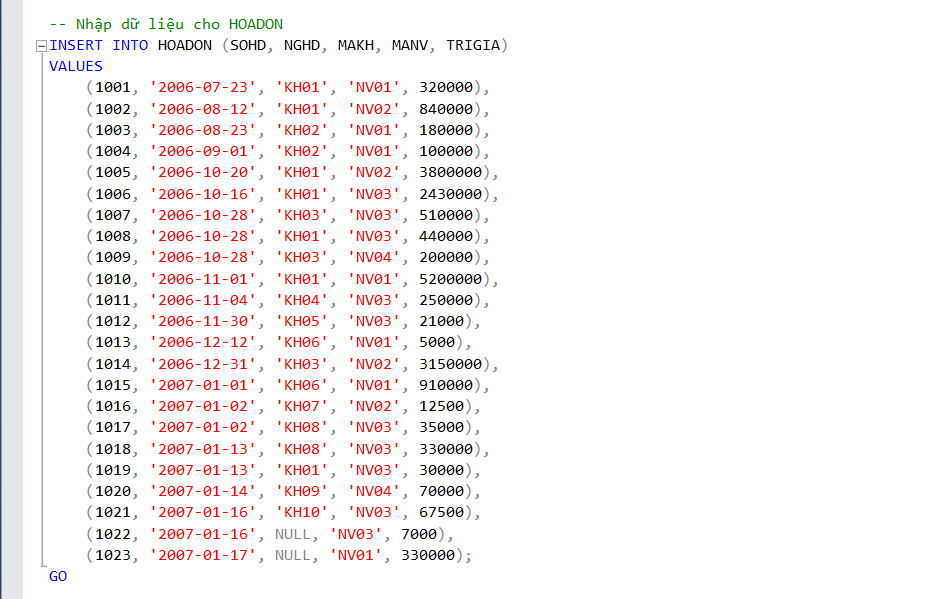 -- Nhập dữ liệu cho HOADON
INSERT INTO HOADON (SOHD, NGHD, MAKH, MANV, TRIGIA)
VALUES
(1001, '2006-07-23', 'KH01', 'NV01', 320000),
(1002, '2006-08-12', 'KH01', 'NV02', 840000),
(1003, '2006-08-23', 'KH02', 'NV01', 180000),
(1004, '2006-09-01', 'KH02', 'NV01', 100000),
(1005, '2006-10-20', 'KH01', 'NV02', 3800000),
(1006, '2006-10-16', 'KH01', 'NV03', 2430000),
(1007, '2006-10-28', 'KH03', 'NV03', 510000),
(1008, '2006-10-28', 'KH01', 'NV03', 440000),
(1009, '2006-10-28', 'KH03', 'NV04', 200000),
(1010, '2006-11-01', 'KH01', 'NV01', 5200000),
(1011, '2006-11-04', 'KH04', 'NV03', 250000),
(1012, '2006-11-30', 'KH05', 'NV03', 21000),
(1013, '2006-12-12', 'KH06', 'NV01', 5000),
(1014, '2006-12-31', 'KH03', 'NV02', 3150000),
(1015, '2007-01-01', 'KH06', 'NV01', 910000),
(1016, '2007-01-02', 'KH07', 'NV02', 12500),
(1017, '2007-01-02', 'KH08', 'NV03', 35000),
(1018, '2007-01-13', 'KH08', 'NV03', 330000),
(1019, '2007-01-13', 'KH01', 'NV03', 30000),
(1020, '2007-01-14', 'KH09', 'NV04', 70000),
(1021, '2007-01-16', 'KH10', 'NV03', 67500),
(1022, '2007-01-16', NULL, 'NV03', 7000),
(1023, '2007-01-17', NULL, 'NV01', 330000);
GO